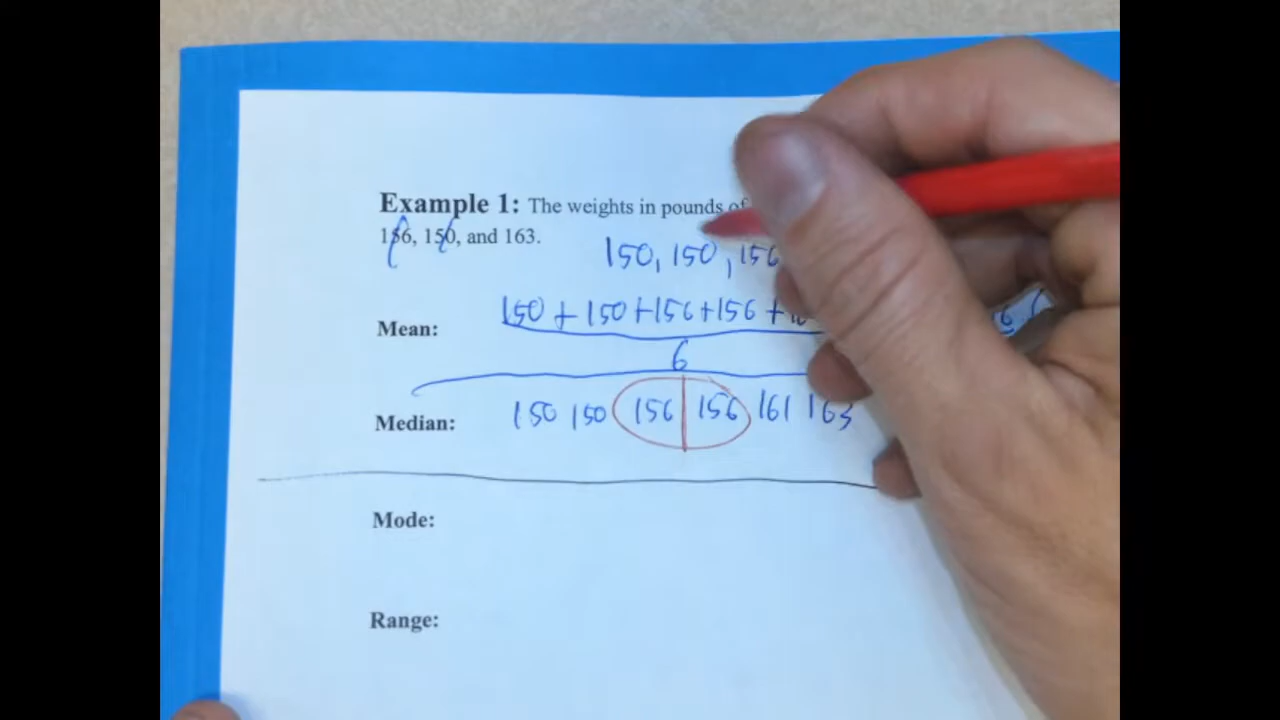 Example 1: The weights in pounds of
156, 150, and 163.
150, 150, 156
Mean: 150 + 150 + 156 + 156 +
6
Median: 150 150 156 156 161 163
Mode:
Range: